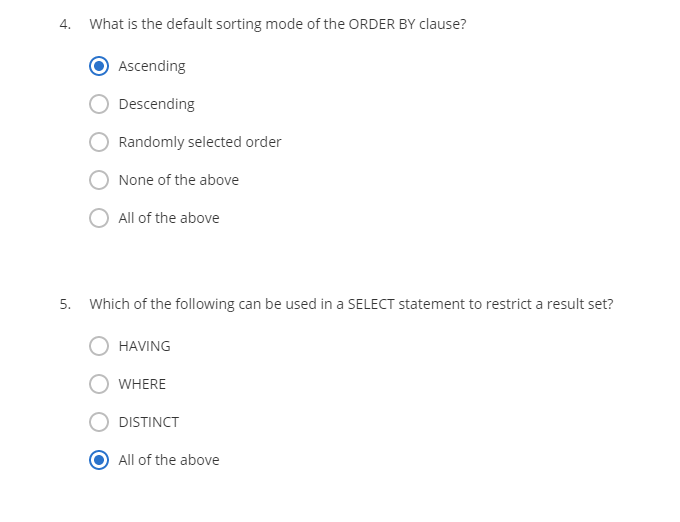 4. What is the default sorting mode of the ORDER BY clause?
Ascending
Descending
Randomly selected order
None of the above
All of the above
5. Which of the following can be used in a SELECT statement to restrict a result set?
HAVING
WHERE
DISTINCT
All of the above